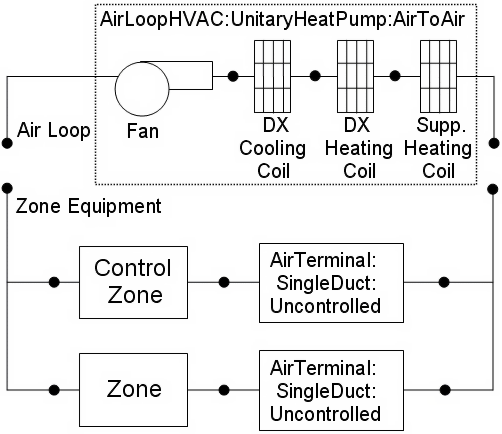 AirLoopHVAC:UnitaryHeatPump:AirToAir
Air Loop
Fan
DX
Cooling
Coil
DX
Heating
Coil
Supp.
Heating
Coil
Zone Equipment
Control
Zone
AirTerminal:
SingleDuct:
Uncontrolled
Zone
AirTerminal:
SingleDuct:
Uncontrolled